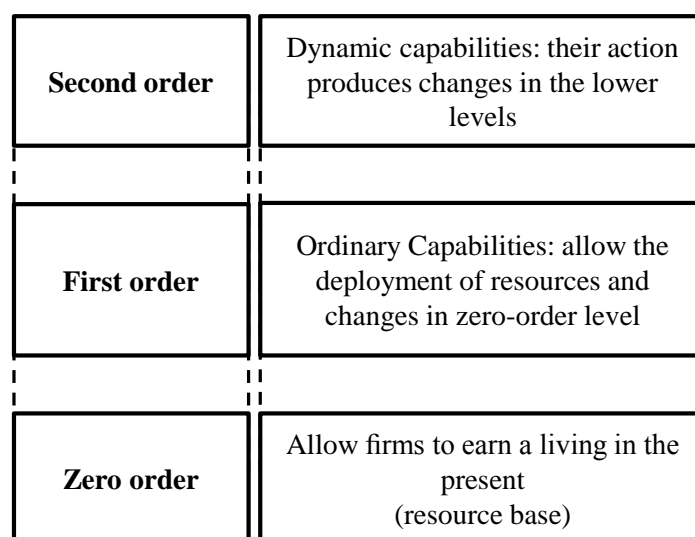 Second order
Dynamic capabilities: their action
produces changes in the lower
levels
First order
Ordinary Capabilities: allow the
deployment of resources and
changes in zero-order level
Zero order
Allow firms to earn a living in the
present
(resource base)